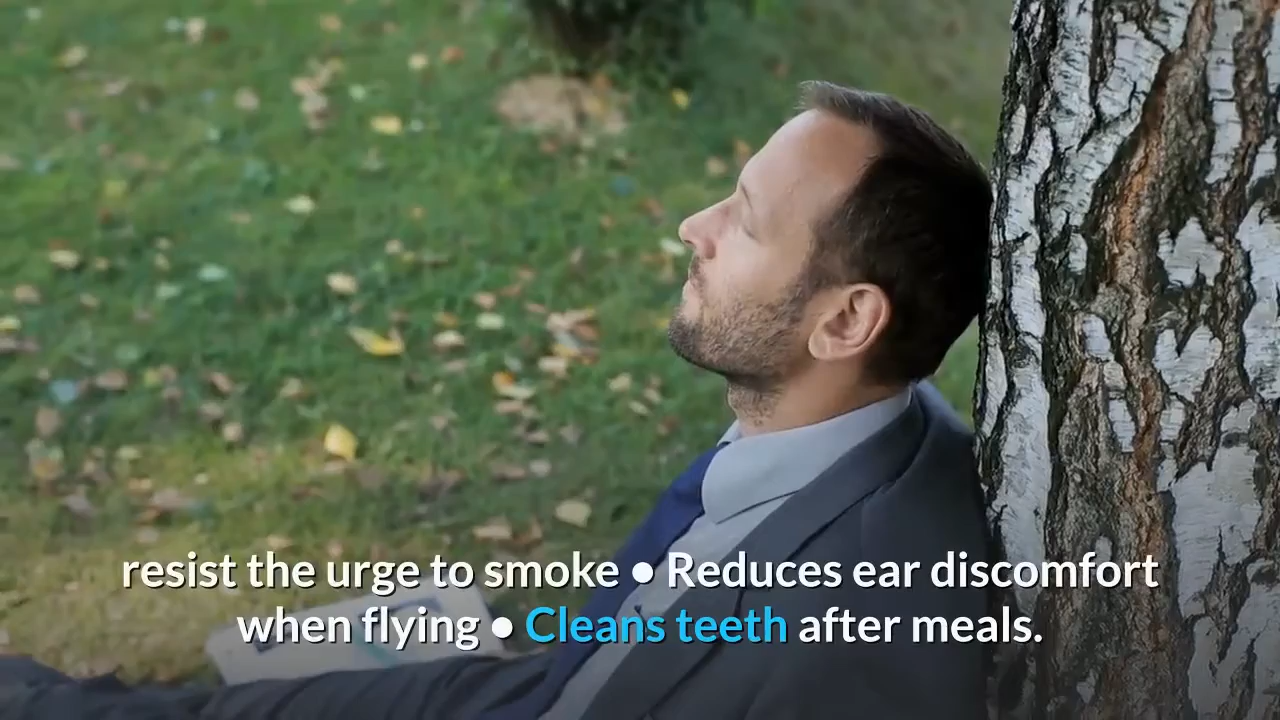 resist the urge to smoke ● Reduces ear discomfort
when flying ● Cleans teeth after meals.